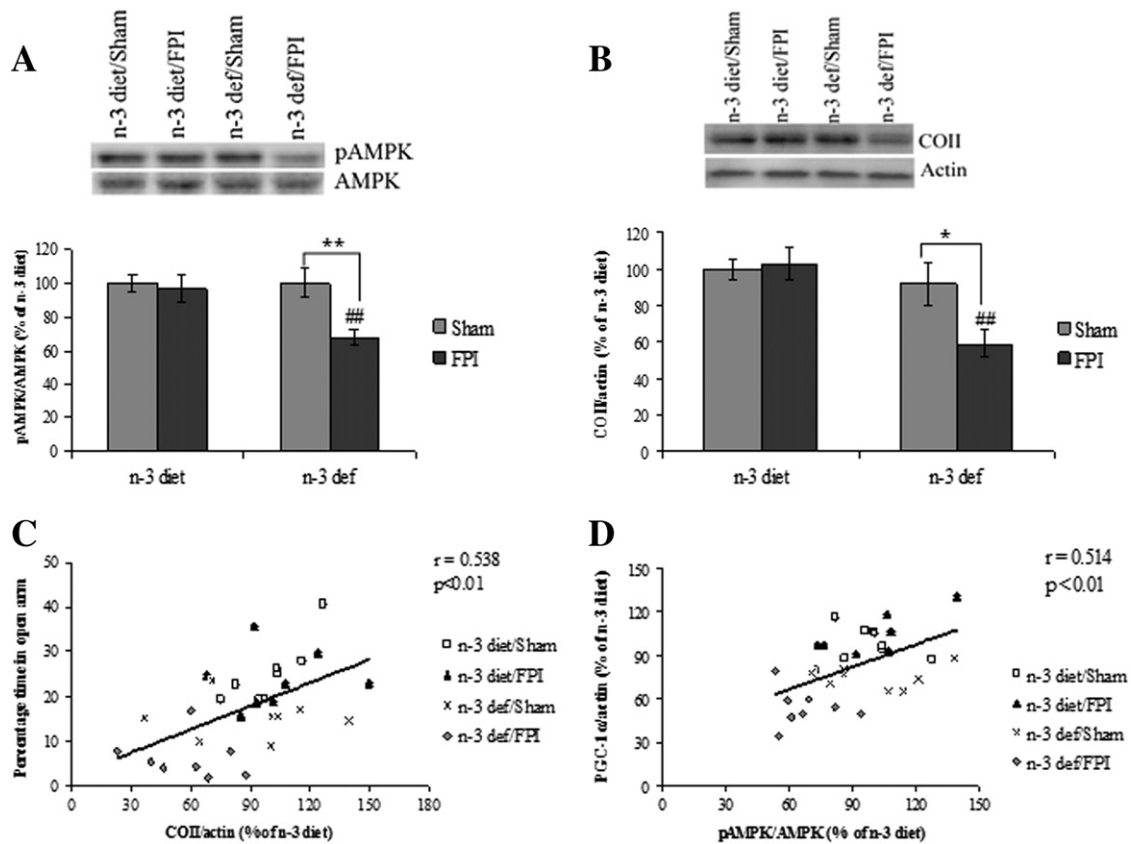 A
n-3 diet/Sham
n-3 diet/FPI
n-3 def/Sham
n-3 def/FPI
pAMPK
AMPK
pAMPK/AMPK (% of n-3 diet)
120
100
80
60
40
20
0
**
##
Sham
FPI
n-3 diet
n-3 def
B
n-3 diet/Sham
n-3 diet/FPI
n-3 def/Sham
n-3 def/FPI
COII
Actin
COII/actin (% of n-3 diet)
120
100
80
60
40
20
0
*
##
Sham
FPI
n-3 diet
n-3 def
C
Percentage time in open arm
50
40
30
20
10
0
r = 0.538
p<0.01
n-3 diet/Sham
n-3 diet/FPI
n-3 def/Sham
n-3 def/FPI
0
30
60
90
120
150
180
COII/actin (% of n-3 diet)
D
PGC-1α/actin (% of n-3 diet)
150
120
90
60
30
0
r = 0.514
p<0.01
n-3 diet/Sham
n-3 diet/FPI
n-3 def/Sham
n-3 def/FPI
0
30
60
90
120
150
pAMPK/AMPK (% of n-3 diet)